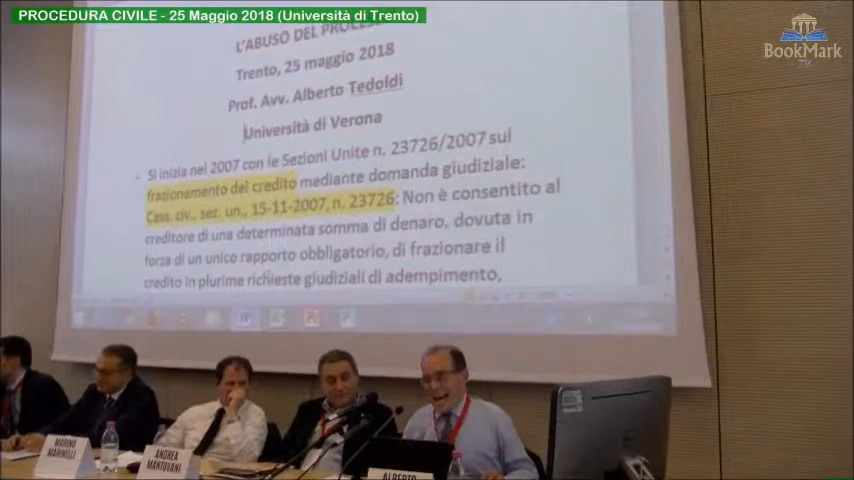 PROCEDURA CIVILE - 25 Maggio 2018 (Università di Trento)
BOOKMARK
TV
L'ABUSO DEL PROCESSO
Trento, 25 maggio 2018
Prof. Avv. Alberto Tedoldi
Università di Verona
Si inizia nel 2007 con le Sezioni Unite n. 23726/2007 sul
frazionamento del credito mediante domanda giudiziale:
Cass. civ., sez. un., 15-11-2007, n. 23726: Non è consentito al
creditore di una determinata somma di denaro, dovuta in
forza di un unico rapporto obbligatorio, di frazionare il
credito in plurime richieste giudiziali di adempimento,
MARINO
MARINELLI
ANDREA
MANTOVANI
ALBERTO